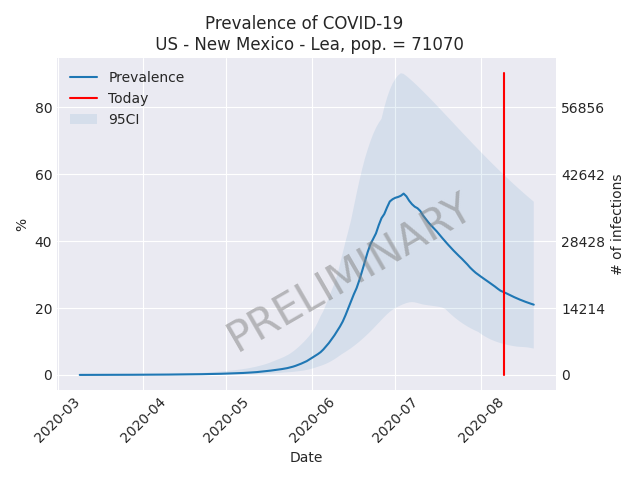 Prevalence of COVID-19
US - New Mexico - Lea, pop. = 71070
Prevalence
Today
95CI
80
60
40
20
0
%
56856
42642
28428
14214
0
# of infections
PRELIMINARY
2020-03
2020-04
2020-05
2020-06
2020-07
2020-08
Date